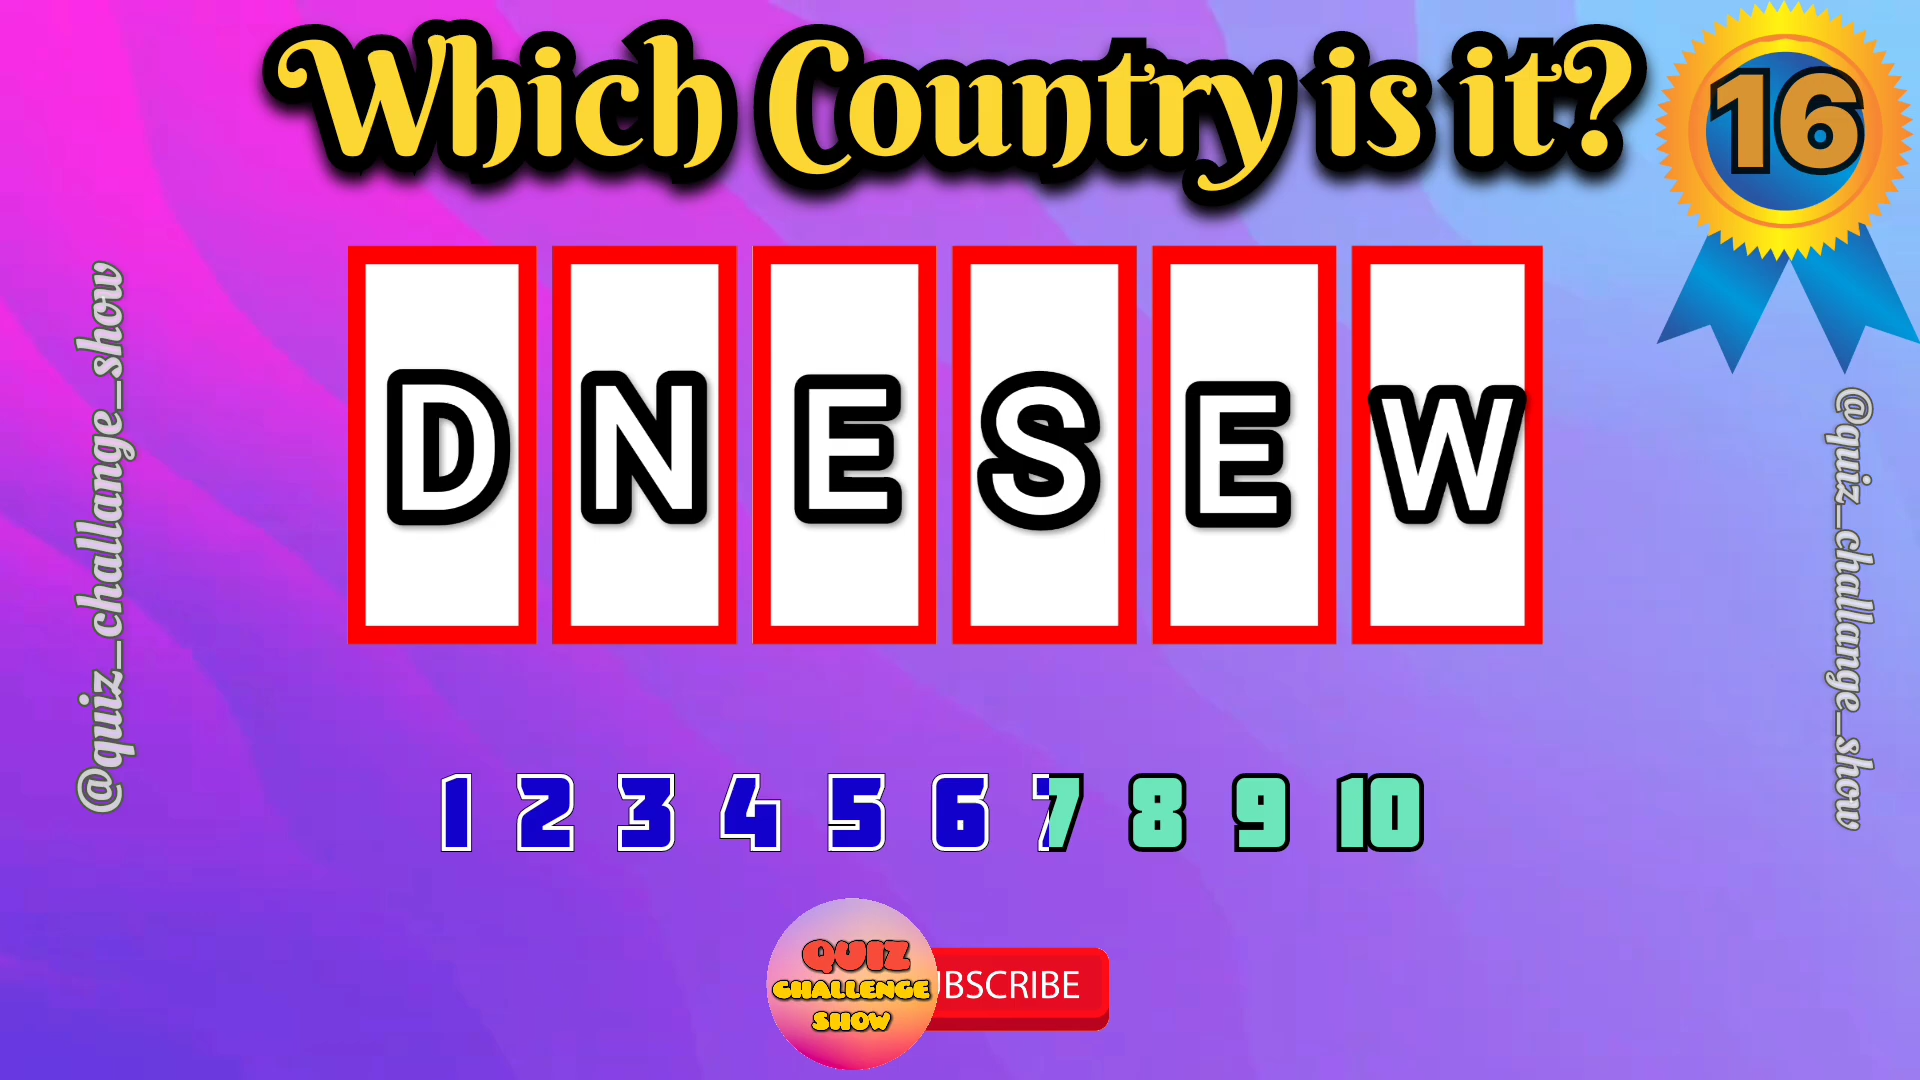 Which Country is it?
16
D N E S E W
@quiz_challange_show
@quiz_challange_show
1 2 3 4 5 6 7 8 9 10
QUIZ
CHALLENGE
SHOW
UBSCRIBE